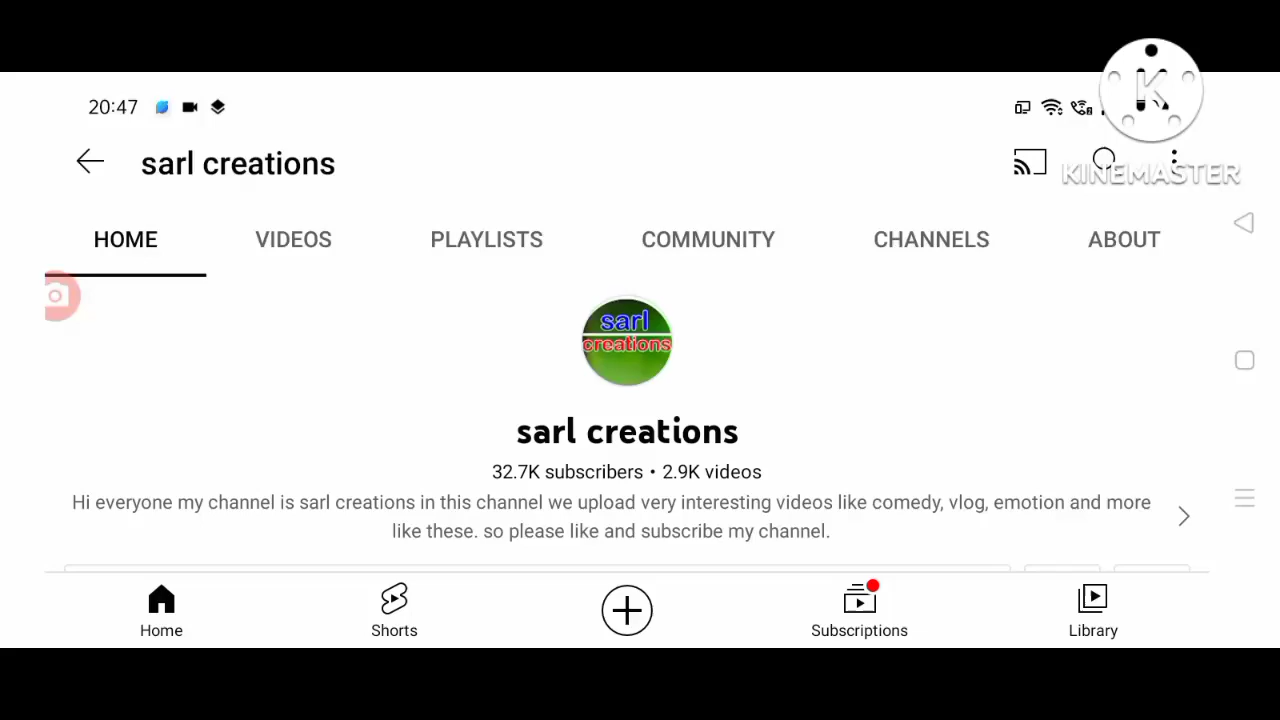 20:47
sarl creations
KINEMASTER
HOME VIDEOS PLAYLISTS COMMUNITY CHANNELS ABOUT
sarl
creations
sarl creations
32.7K subscribers • 2.9K videos
Hi everyone my channel is sarl creations in this channel we upload very interesting videos like comedy, vlog, emotion and more
like these. so please like and subscribe my channel.
Home Shorts Subscriptions Library